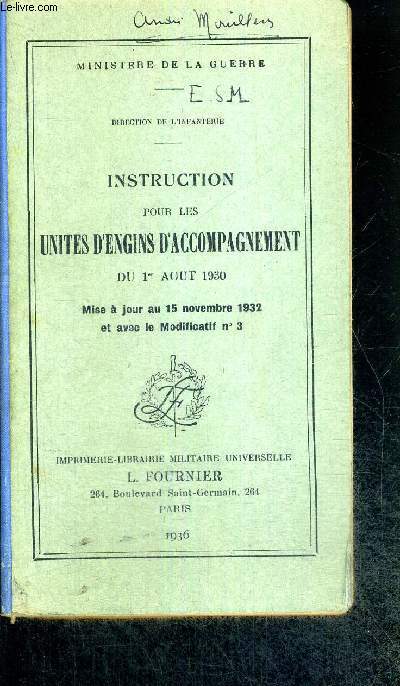 www.le-livre.com
André
MINISTERE DE LA GUERRE
E S M
DIRECTION DE L'INFANTERIE
INSTRUCTION
POUR LES
UNITES D'ENGINS D'ACCOMPAGNEMENT
DU 1er AOUT 1930
Mise à jour au 15 novembre 1932
et avec le Modificatif n° 3
IMPRIMERIE-LIBRAIRIE MILITAIRE UNIVERSELLE
L. FOURNIER
264, Boulevard Saint-Germain, 264
PARIS
1936